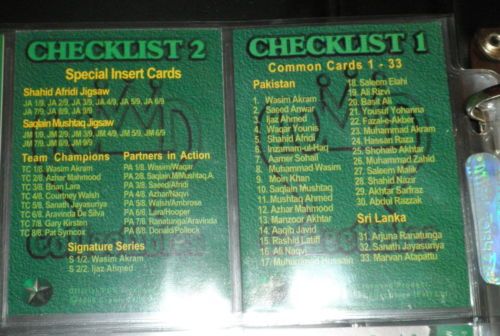 CHECKLIST 2
Special Insert Cards
Shahid Afridi Jigsaw
JA 1/9, JA 2/9, JA 3/9, JA 4/9, JA 5/9, JA 6/9
JA 7/9, JA 8/9, JA 9/9
Saqlain Mushtaq Jigsaw
JM 1/9, JM 2/9, JM 3/9, JM 4/9, JM 5/9, JM 6/9
JM 7/9, JM 8/9, JM 9/9
Team Champions
TC 1/8. Wasim Akram
TC 2/8. Azhar Mahmood
TC 3/8. Brian Lara
TC 4/8. Courtney Walsh
TC 5/8. Sanath Jayasuriya
TC 6/8. Aravinda De Silva
TC 7/8. Gary Kirsten
TC 8/8. Pat Symcox
Partners in Action
PA 1/8. Wasim/Waqar
PA 2/8. Saqlain M/Mushtaq A.
PA 3/8. Saeed/Afridi
PA 4/8. Azhar/Naqvi
PA 5/8. Walsh/Ambrose
PA 6/8. Lara/Hooper
PA 7/8. Ranatunga/Aravinda
PA 8/8. Donald/Pollock
Signature Series
S 1/2. Wasim Akram
S 2/2. Ijaz Ahmed
CHECKLIST 1
Common Cards 1 - 33
Pakistan
1. Wasim Akram
2. Saeed Anwar
3. Ijaz Ahmed
4. Waqar Younis
5. Shahid Afridi
6. Inzamam-ul-Haq
7. Aamer Sohail
8. Muhammad Wasim
9. Moin Khan
10. Saqlain Mushtaq
11. Mushtaq Ahmed
12. Azhar Mahmood
13. Manzoor Akhtar
14. Aaqib Javid
15. Rashid Latif
16. Ali Naqvi
17. Muhammad Hussain
18. Saleem Elahi
19. Ali Rizvi
20. Basit Ali
21. Yousuf Yohanna
22. Fazal-e-Akber
23. Muhammad Akram
24. Hassan Raza
25. Shohaib Akhtar
26. Muhammad Zahid
27. Saleem Malik
28. Shahid Nazir
29. Akhtar Sarfraz
30. Abdul Razzak
Sri Lanka
31. Arjuna Ranatunga
32. Sanath Jayasuriya
33. Marvan Atapattu